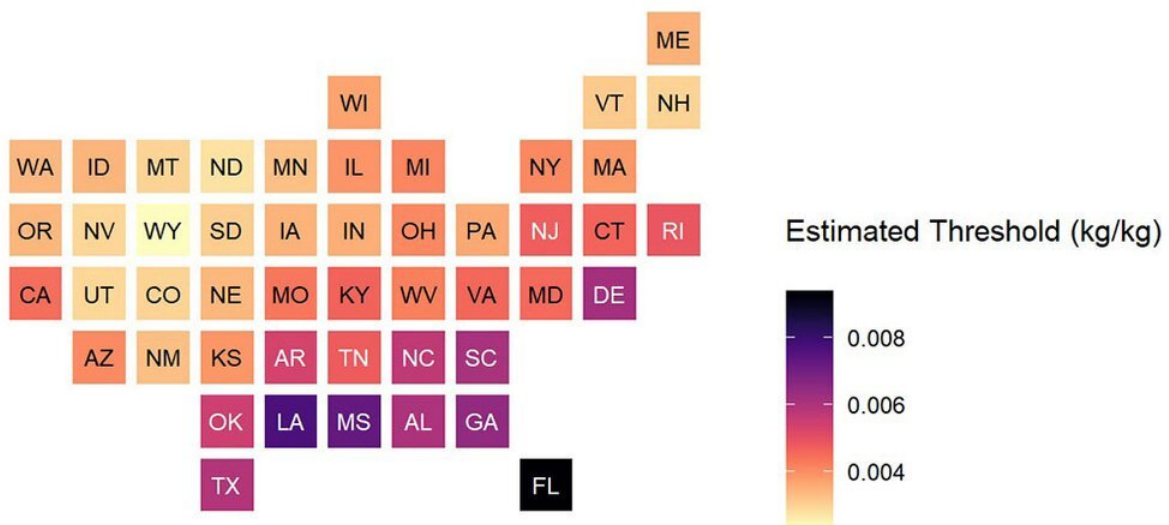 ME
WI VT NH
WA ID MT ND MN IL MI NY MA
OR NV WY SD IA IN OH PA NJ CT RI
CA UT CO NE MO KY WV VA MD DE
AZ NM KS AR TN NC SC
OK LA MS AL GA
TX FL
Estimated Threshold (kg/kg)
0.008
0.006
0.004